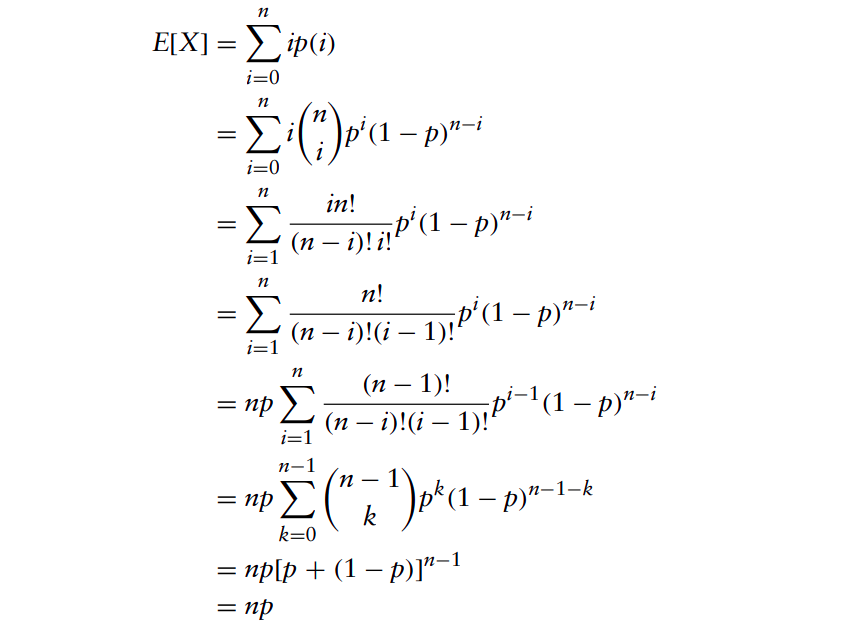 E[X] = \sum_{i=0}^{n} ip(i)
= \sum_{i=0}^{n} i \binom{n}{i} p^i (1 − p)^{n−i}
= \sum_{i=1}^{n} \frac{in!}{(n − i)! i!} p^i (1 − p)^{n−i}
= \sum_{i=1}^{n} \frac{n!}{(n − i)!(i − 1)!} p^i (1 − p)^{n−i}
= np \sum_{i=1}^{n} \frac{(n − 1)!}{(n − i)!(i − 1)!} p^{i−1} (1 − p)^{n−i}
= np \sum_{k=0}^{n−1} \binom{n − 1}{k} p^k (1 − p)^{n−1−k}
= np[p + (1 − p)]^{n−1}
= np